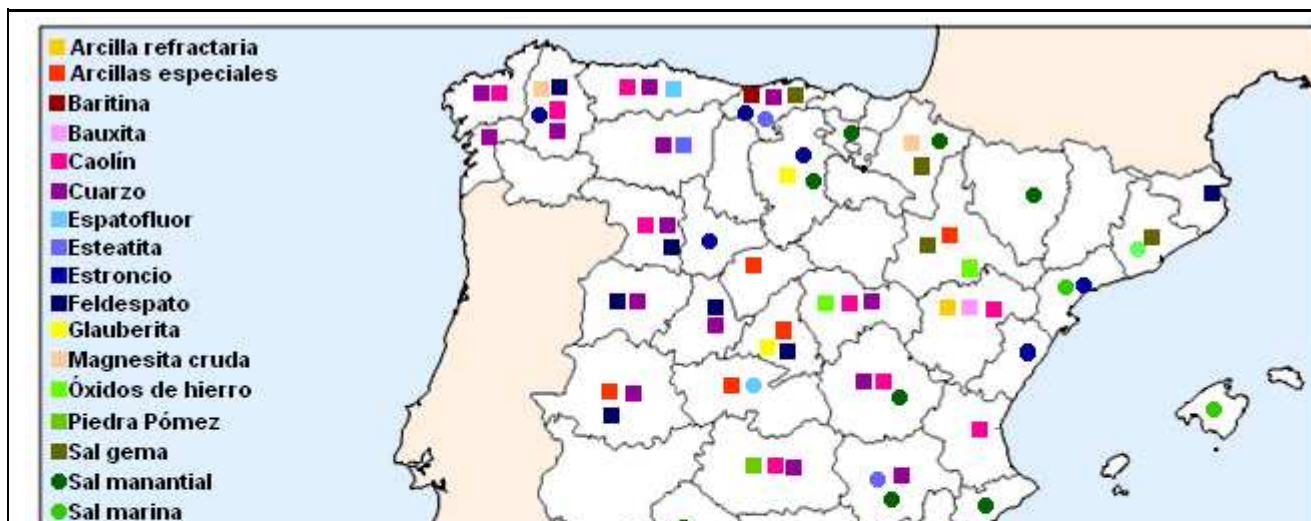 Arcilla refractaria
Arcillas especiales
Baritina
Bauxita
Caolín
Cuarzo
Espatofluor
Esteatita
Estroncio
Feldespato
Glauberita
Magnesita cruda
Óxidos de hierro
Piedra Pómez
Sal gema
Sal manantial
Sal marina